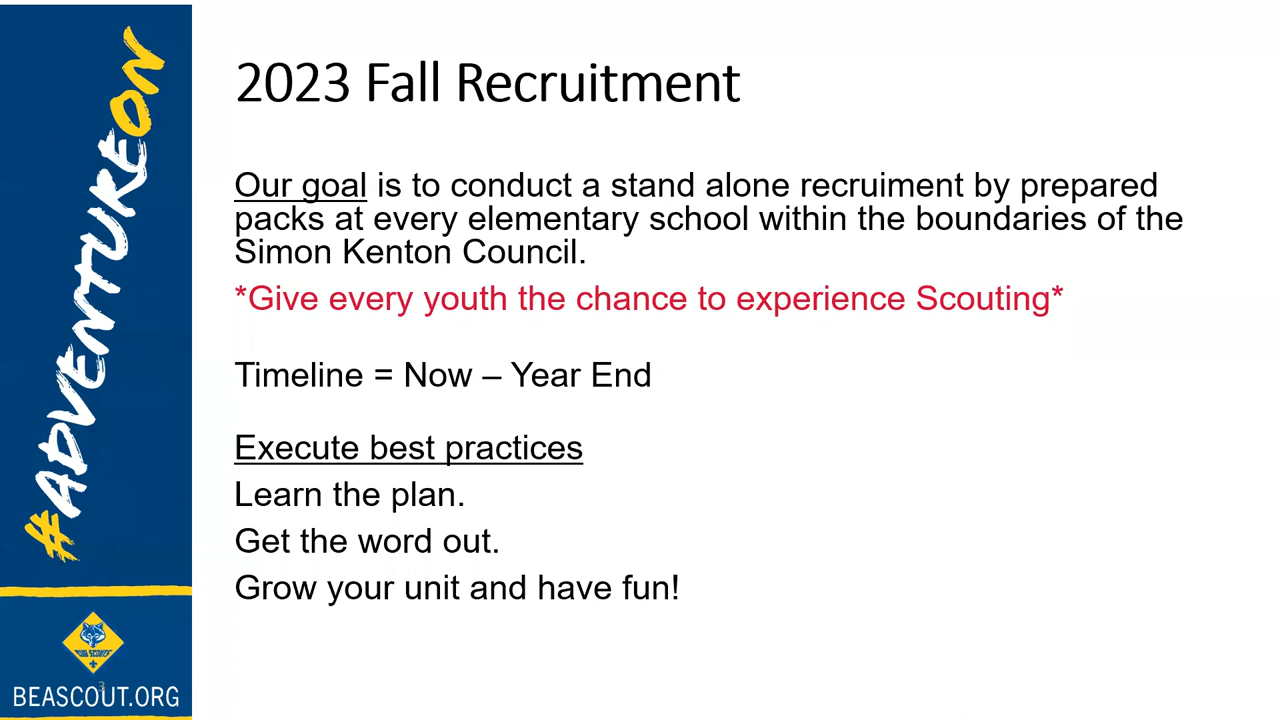 #ADVENTUREON
2023 Fall Recruitment
Our goal is to conduct a stand alone recruiment by prepared
packs at every elementary school within the boundaries of the
Simon Kenton Council.
*Give every youth the chance to experience Scouting*
Timeline = Now – Year End
Execute best practices
Learn the plan.
Get the word out.
Grow your unit and have fun!
CUB SCOUTS
3
BEASCOUT.ORG